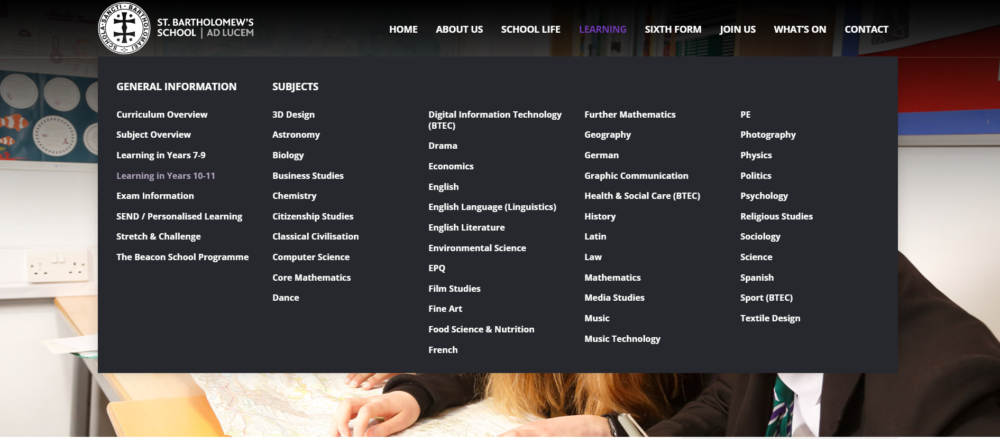 SCHOLA · SANCTI · BARTHOLOMAEI
ST. BARTHOLOMEW'S
SCHOOL | AD LUCEM
HOME
ABOUT US
SCHOOL LIFE
LEARNING
SIXTH FORM
JOIN US
WHAT'S ON
CONTACT
GENERAL INFORMATION
Curriculum Overview
Subject Overview
Learning in Years 7-9
Learning in Years 10-11
Exam Information
SEND / Personalised Learning
Stretch & Challenge
The Beacon School Programme
SUBJECTS
3D Design
Astronomy
Biology
Business Studies
Chemistry
Citizenship Studies
Classical Civilisation
Computer Science
Core Mathematics
Dance
Digital Information Technology
(BTEC)
Drama
Economics
English
English Language (Linguistics)
English Literature
Environmental Science
EPQ
Film Studies
Fine Art
Food Science & Nutrition
French
Further Mathematics
Geography
German
Graphic Communication
Health & Social Care (BTEC)
History
Latin
Law
Mathematics
Media Studies
Music
Music Technology
PE
Photography
Physics
Politics
Psychology
Religious Studies
Sociology
Science
Spanish
Sport (BTEC)
Textile Design